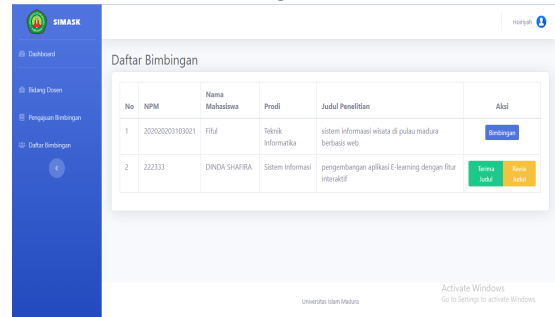 SIMASK
Hairiyah
Dashboard
Daftar Bimbingan
Bidang Dosen
Pengajuan Bimbingan
Daftar Bimbingan
No NPM Nama Mahasiswa Prodi Judul Penelitian Aksi
1 202020203103021 Fiful Teknik Informatika sistem informaasi wisata di pulau madura berbasis web Bimbingan
2 222333 DINDA SHAFIRA Sistem Informasi pengembangan aplikasi E-learning dengan fitur interaktif Terima Judul Revisi Judul
Universitas Islam Madura
Activate Windows
Go to Settings to activate Windows.